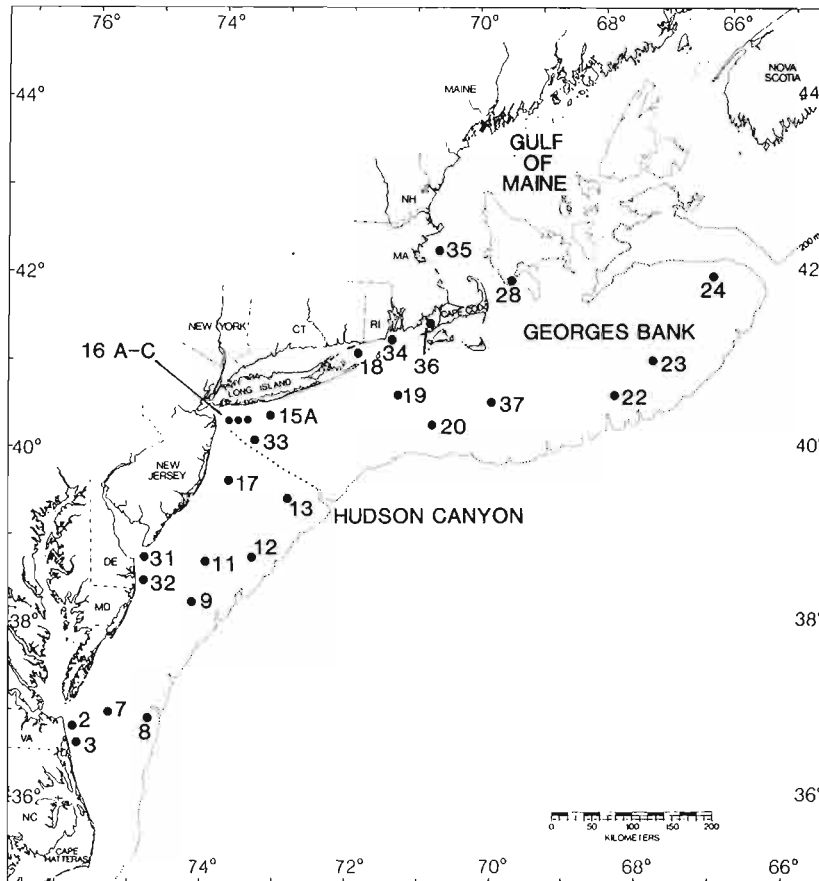 76° 74° 72° 70° 68° 66°
NOVA
SCOTIA
44° 44
MAINE
GULF
OF
MAINE
NH
200 m
35
MA
42° 42
28
24
CAPE COD
NEW YORK
CT
RI
GEORGES BANK
16 A-C
34
36
18
23
LONG ISLAND
19
37
22
15A
20
40° 40°
33
NEW
JERSEY
17
13
HUDSON CANYON
31
12
DE
11
32
MD
9
38° 38°
7
2
8
VA
3
36° 36°
NC
0 50 100 150 200
KILOMETERS
CAPE
HATTERAS
74° 72° 70° 68° 66°